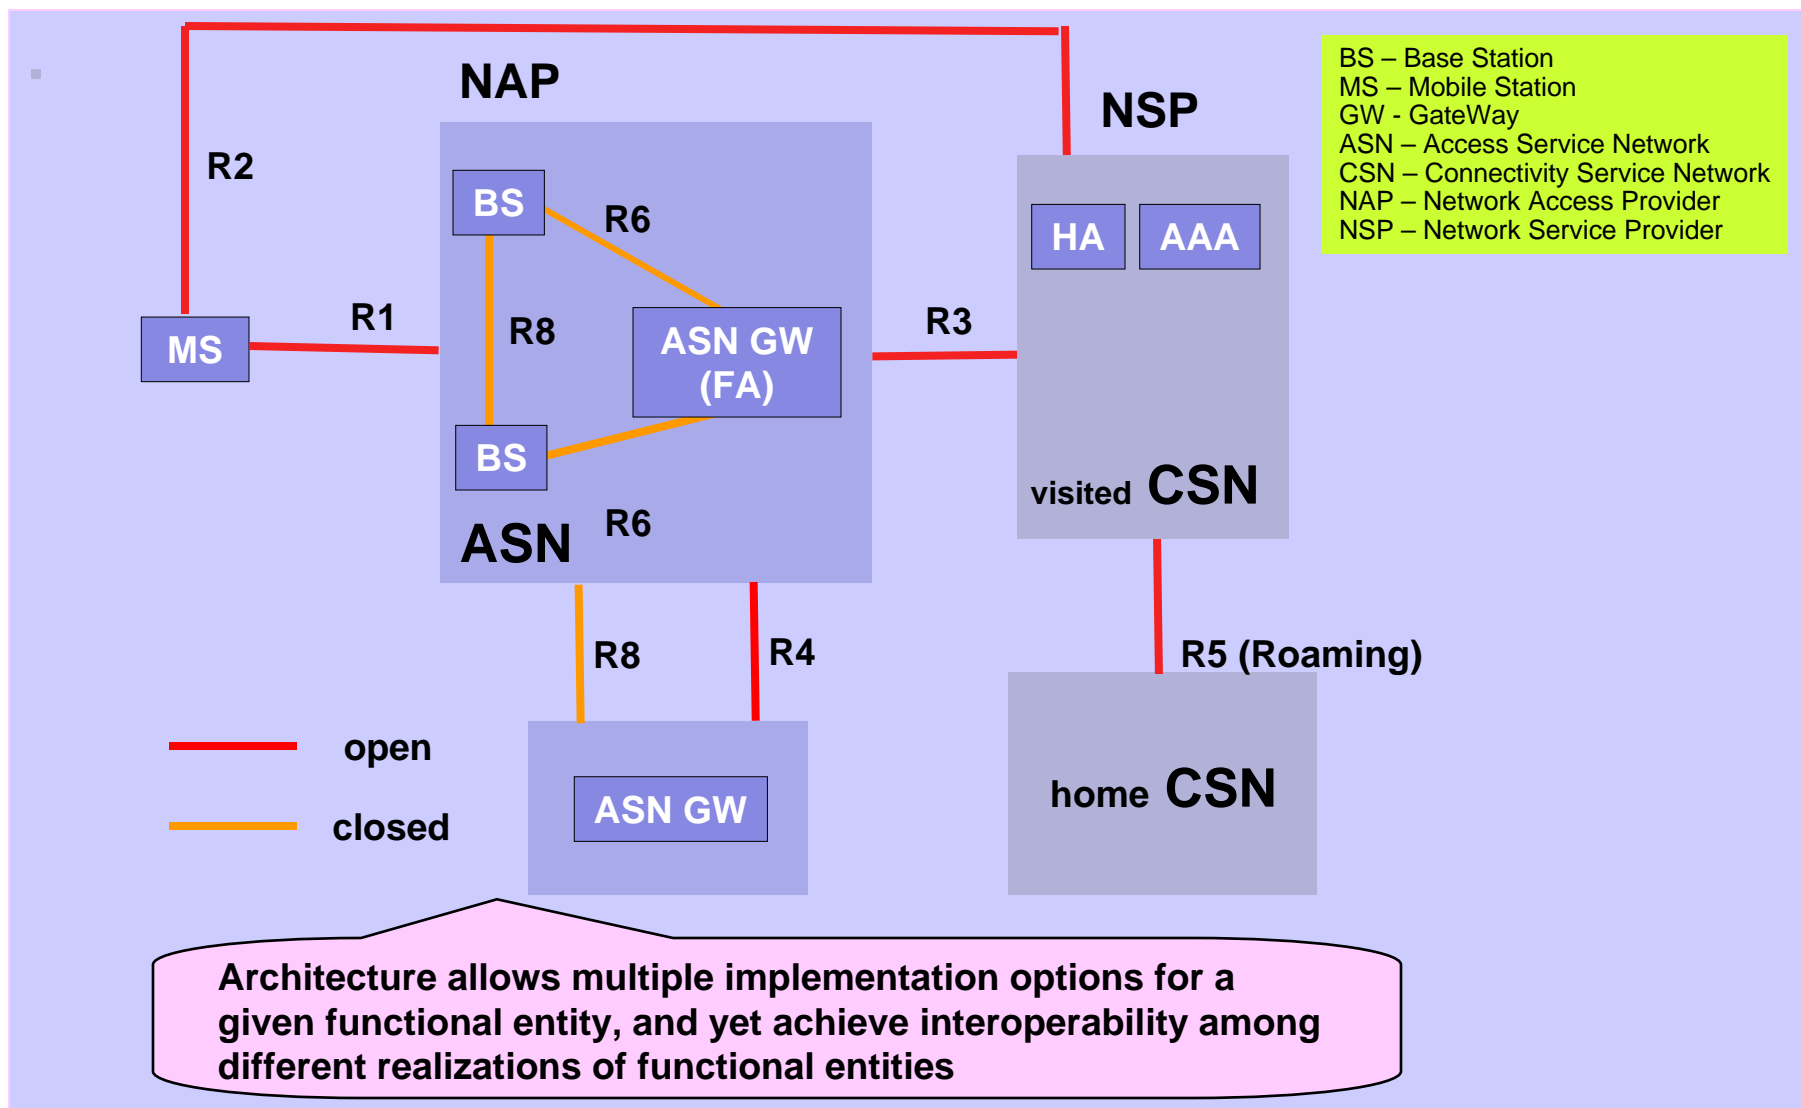 NAP
NSP
BS – Base Station
MS – Mobile Station
GW - GateWay
ASN – Access Service Network
CSN – Connectivity Service Network
NAP – Network Access Provider
NSP – Network Service Provider
R2
BS
R6
HA
AAA
MS
R1
R8
ASN GW
(FA)
R3
BS
R6
ASN
visited CSN
R8
R4
R5 (Roaming)
open
closed
ASN GW
home CSN
Architecture allows multiple implementation options for a
given functional entity, and yet achieve interoperability among
different realizations of functional entities